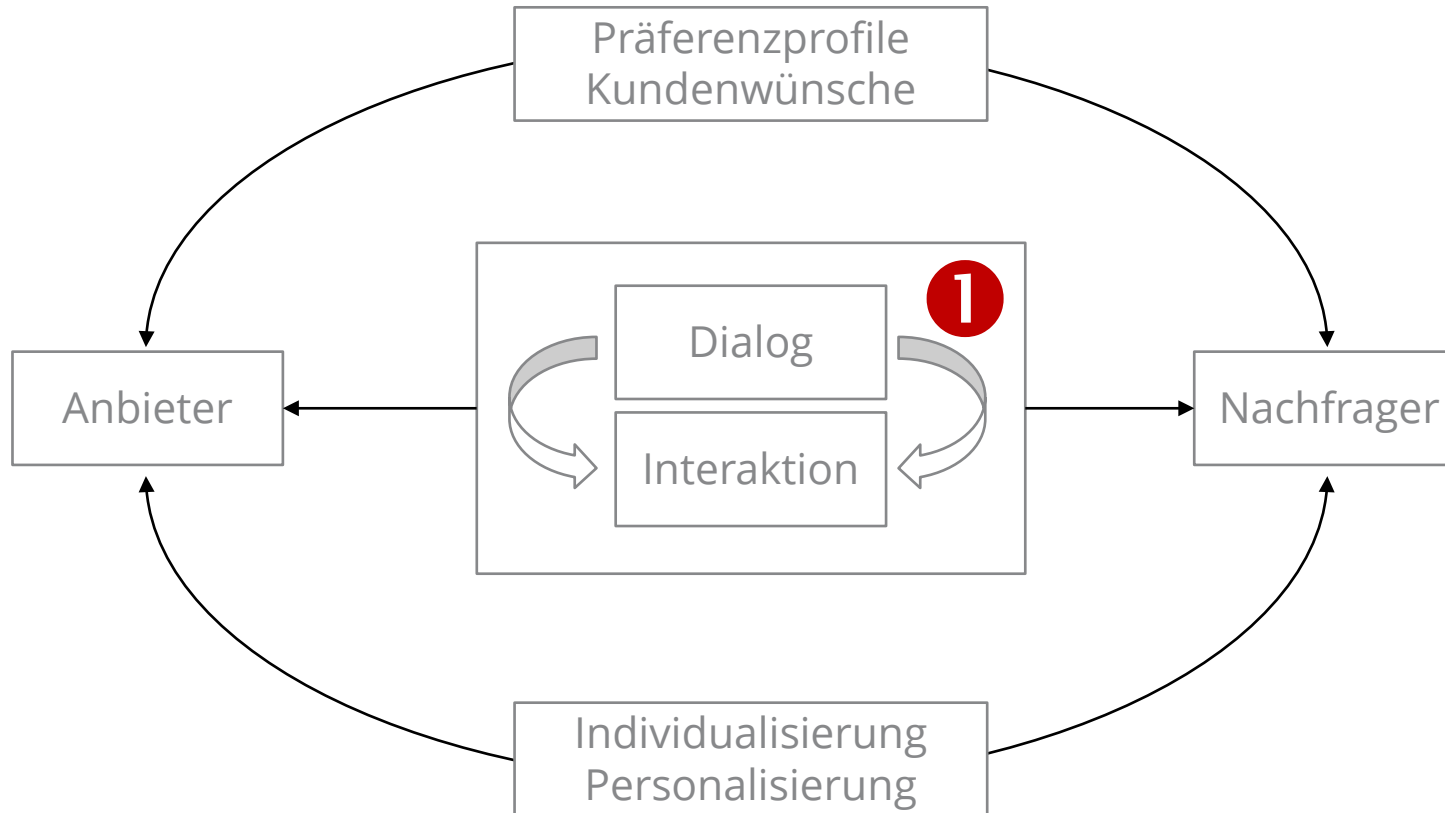 Präferenzprofile
Kundenwünsche
1
Dialog
Anbieter
Nachfrager
Interaktion
Individualisierung
Personalisierung